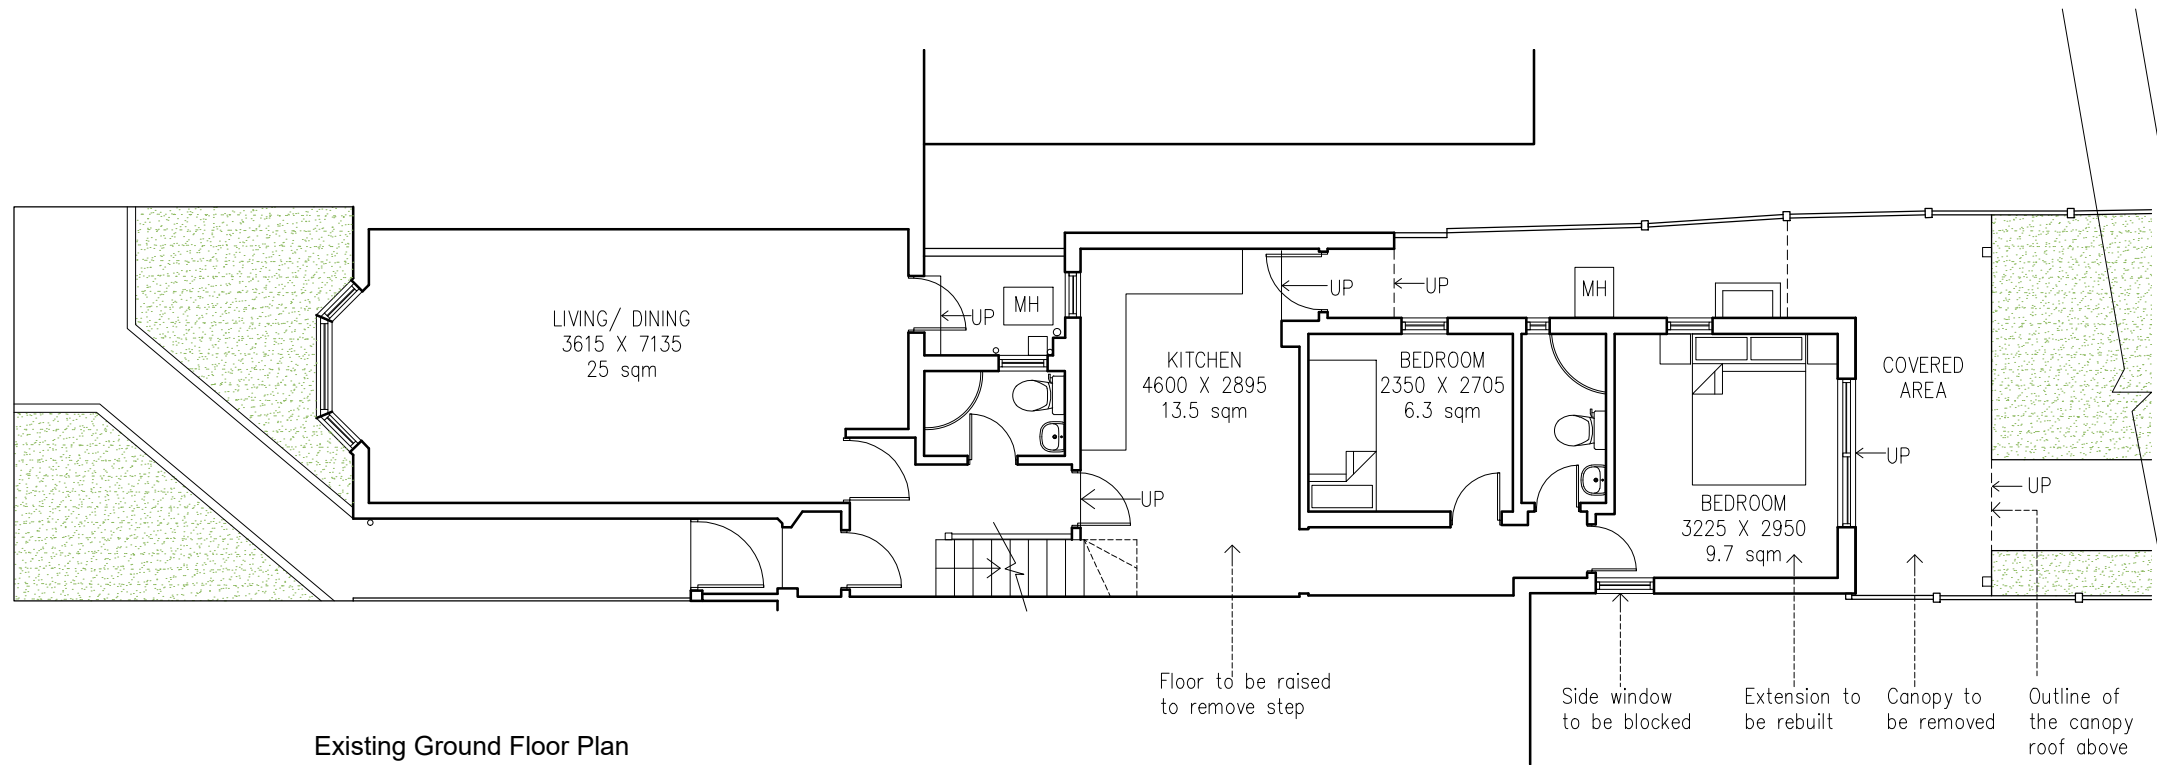 LIVING/ DINING
3615 X 7135
25 sqm
UP
MH
KITCHEN
4600 X 2895
13.5 sqm
UP
UP
UP
BEDROOM
2350 X 2705
6.3 sqm
MH
BEDROOM
3225 X 2950
9.7 sqm
COVERED
AREA
UP
UP
Floor to be raised
to remove step
Side window
to be blocked
Extension to
be rebuilt
Canopy to
be removed
Outline of
the canopy
roof above
Existing Ground Floor Plan